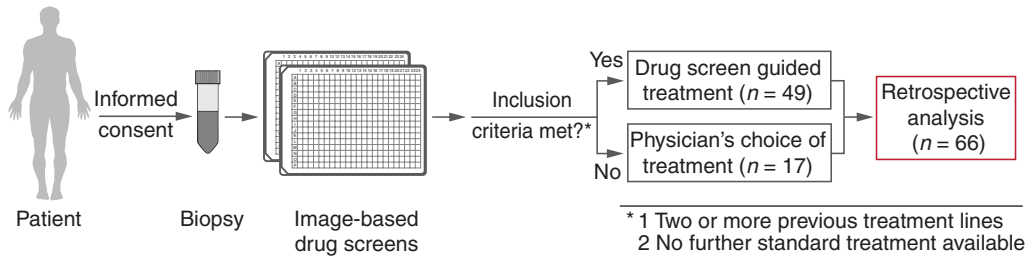 Patient
Informed
consent
Biopsy
Image-based
drug screens
Inclusion
criteria met?*
Yes
No
Drug screen guided
treatment (n = 49)
Physician's choice of
treatment (n = 17)
Retrospective
analysis
(n = 66)
* 1 Two or more previous treatment lines
2 No further standard treatment available